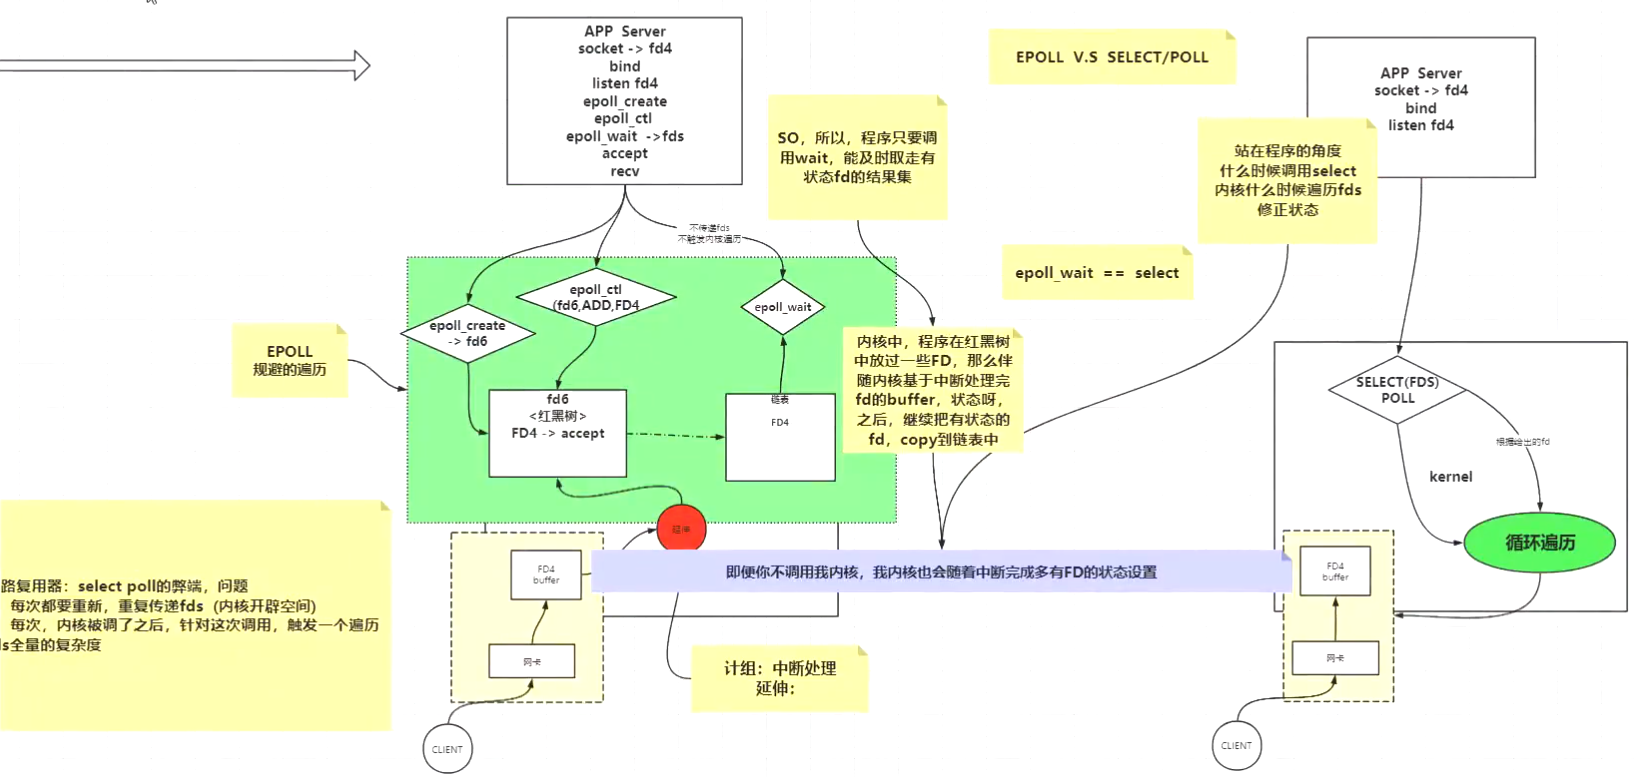 APP Server
socket -> fd4
bind
listen fd4
epoll_create
epoll_ctl
epoll_wait ->fds
accept
recv
EPOLL V.S SELECT/POLL
APP Server
socket -> fd4
bind
listen fd4
SO，所以，程序只要调
用wait，能及时取走有
状态fd的结果集
站在程序的角度
什么时候调用select
内核什么时候遍历fds
修正状态
不传递fds
不触发内核遍历
epoll_wait == select
epoll_create
-> fd6
epoll_ctl
(fd6,ADD,FD4
epoll_wait
EPOLL
规避的遍历
内核中，程序在红黑树
中放过一些FD，那么伴
随内核基于中断处理完
fd的buffer，状态呀，
之后，继续把有状态的
fd，copy到链表中
fd6
<红黑树>
FD4 -> accept
链表
FD4
SELECT(FDS)
POLL
根据给出的fd
kernel
循环遍历
延伸
FD4
buffer
网卡
CLIENT
即便你不调用我内核，我内核也会随着中断完成多有FD的状态设置
FD4
buffer
网卡
CLIENT
路复用器：select poll的弊端，问题
每次都要重新，重复传递fds（内核开辟空间）
每次，内核被调了之后，针对这次调用，触发一个遍历
ds全量的复杂度
计组：中断处理
延伸：